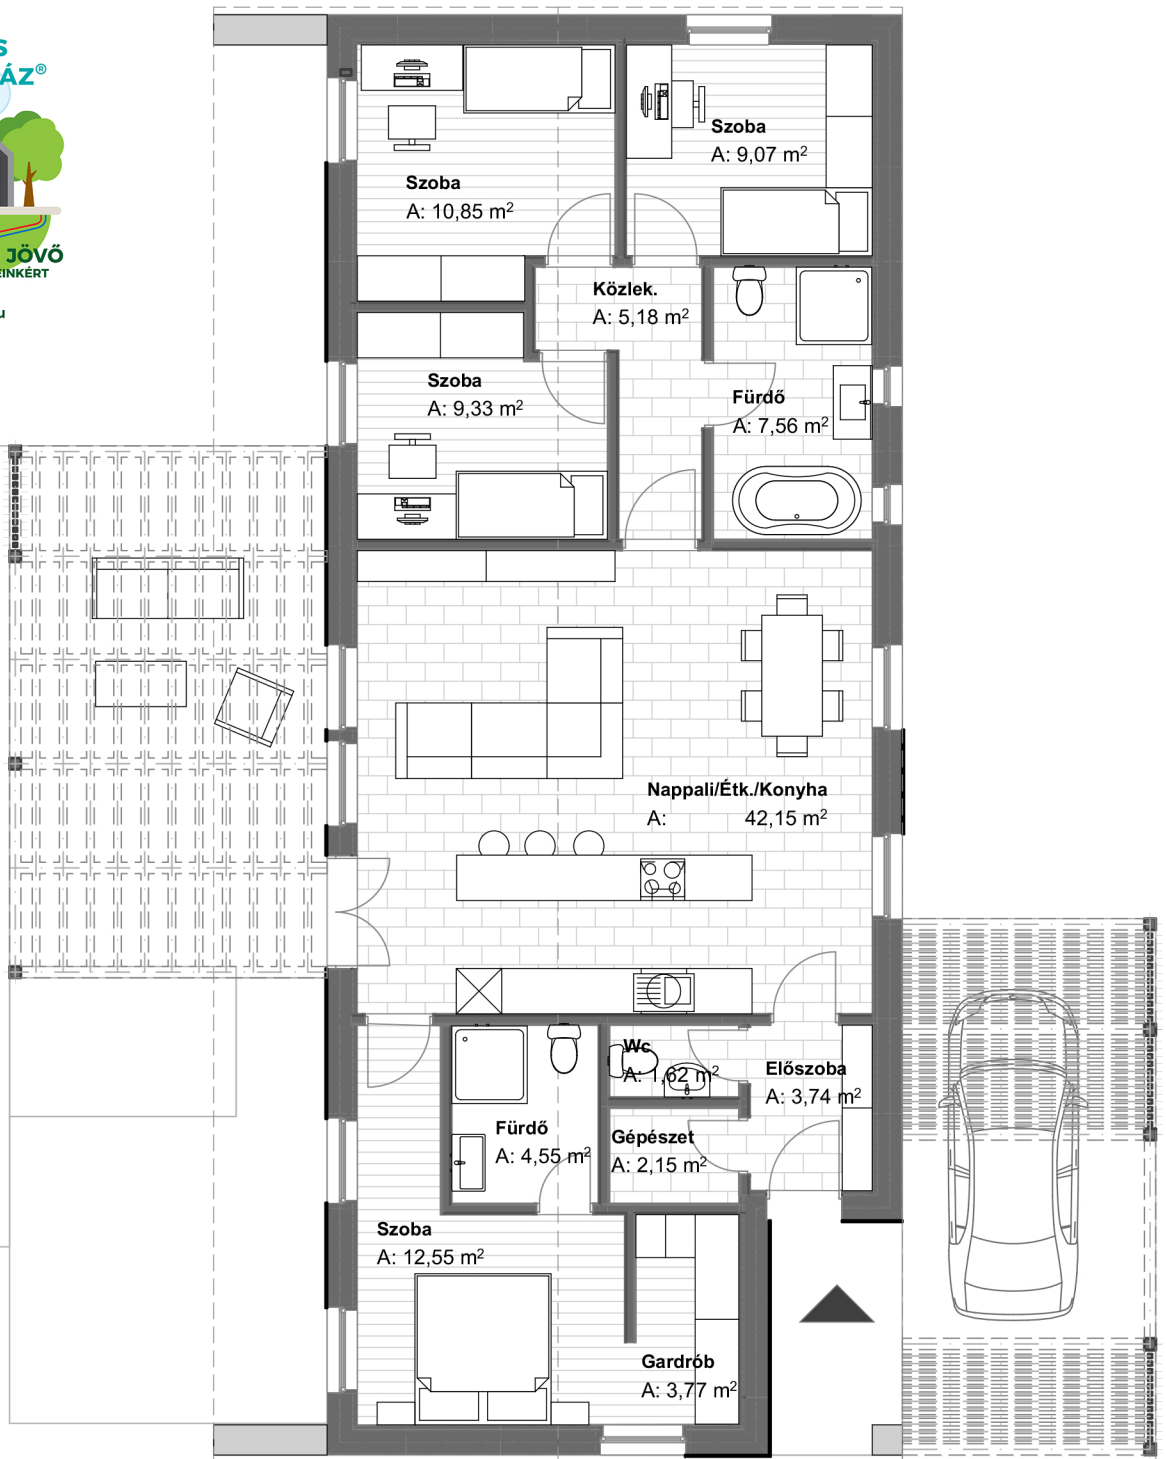 S
ÁZ®
JÖVŐ
EINKÉRT
u
Szoba
A: 10,85 m²
Szoba
A: 9,07 m²
Közlek.
A: 5,18 m²
Szoba
A: 9,33 m²
Fürdő
A: 7,56 m²
Nappali/Étk./Konyha
A: 42,15 m²
Wc
A: 1,62 m²
Előszoba
A: 3,74 m²
Fürdő
A: 4,55 m²
Gépészet
A: 2,15 m²
Szoba
A: 12,55 m²
Gardrób
A: 3,77 m²